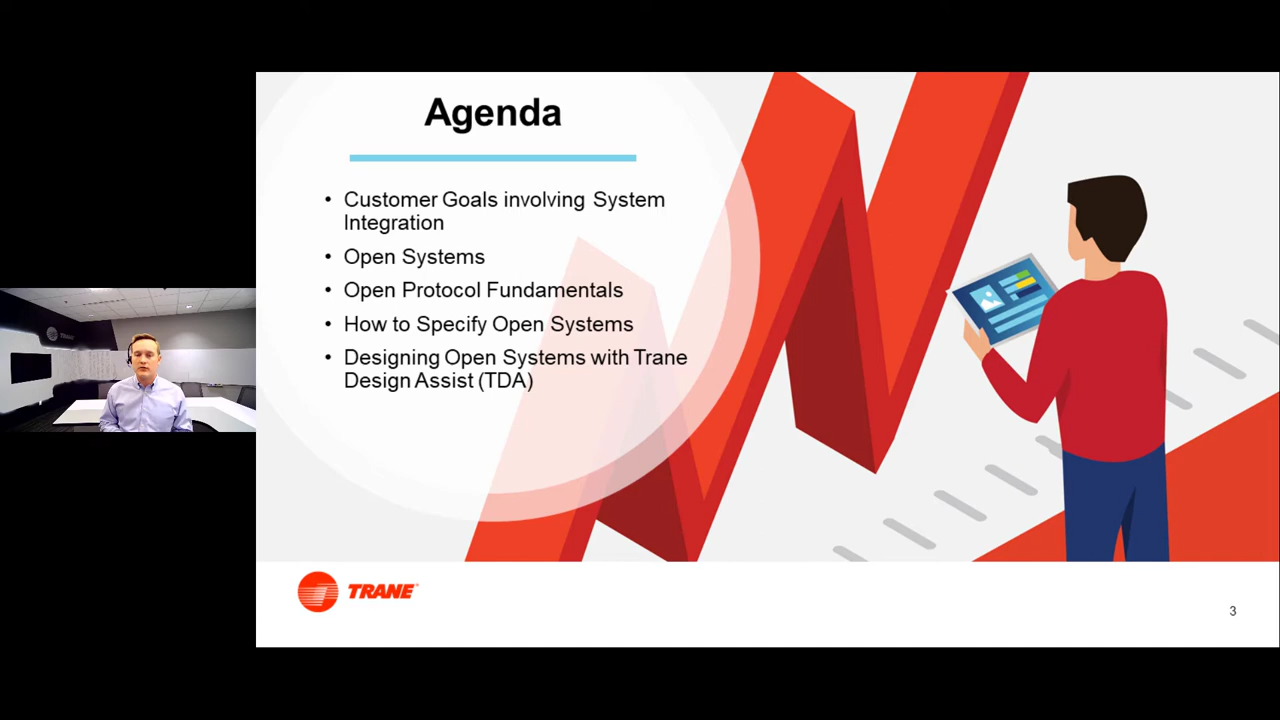 Agenda
• Customer Goals involving System
Integration
• Open Systems
• Open Protocol Fundamentals
• How to Specify Open Systems
• Designing Open Systems with Trane
Design Assist (TDA)
TRANE
TRANE
3